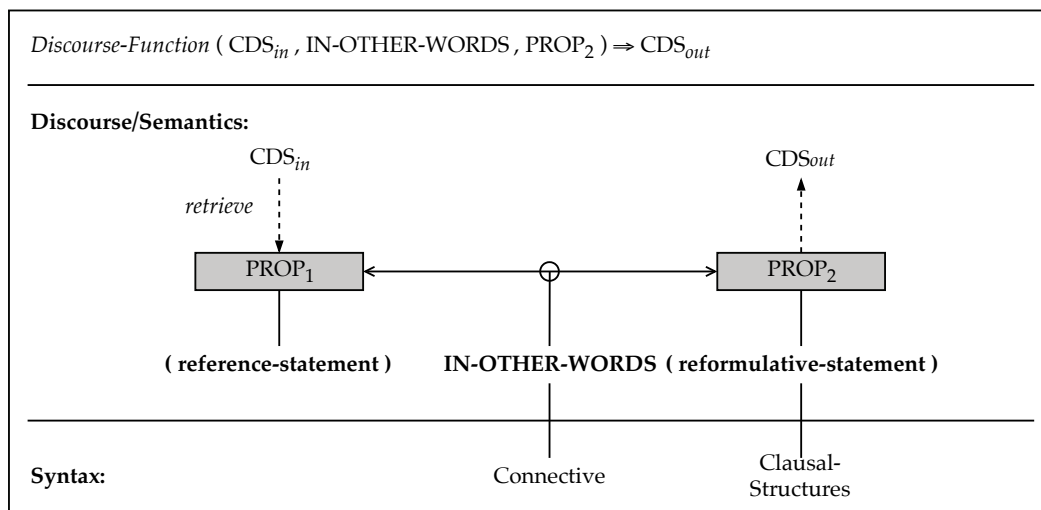 Discourse-Function ( CDSin , IN-OTHER-WORDS , PROP2 ) ⇒ CDSout
Discourse/Semantics:
CDSin CDSout
retrieve
PROP1 PROP2
( reference-statement ) IN-OTHER-WORDS ( reformulative-statement )
Syntax: Connective Clausal-
Structures